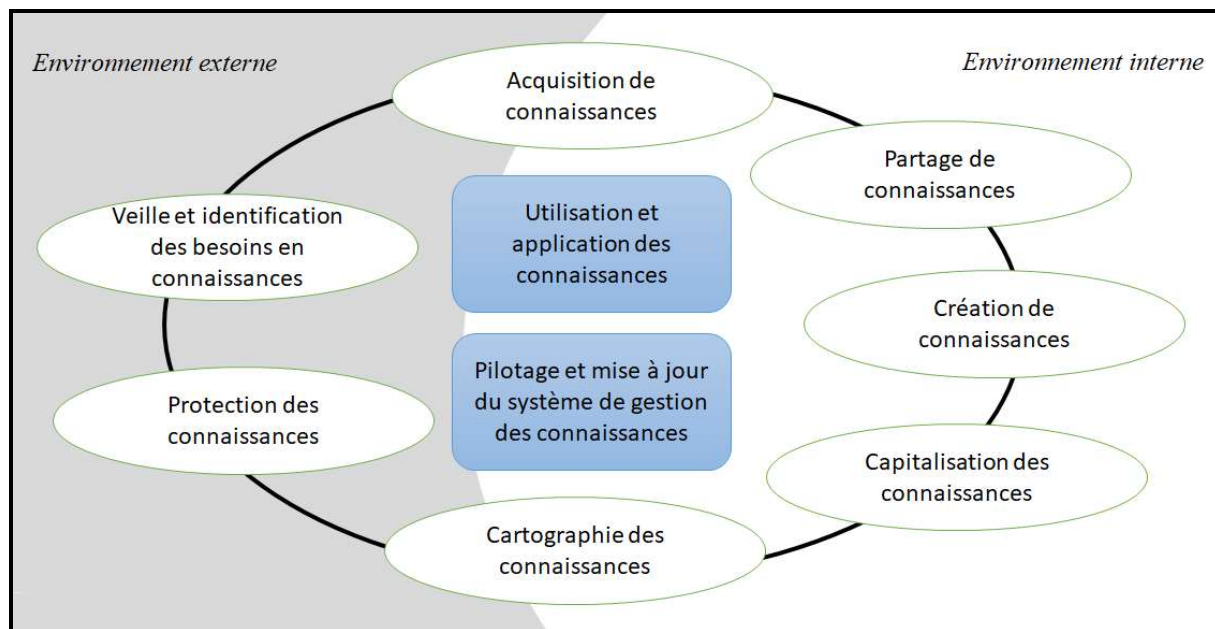 Environnement externe
Environnement interne
Acquisition de
connaissances
Partage de
connaissances
Veille et identification
des besoins en
connaissances
Utilisation et
application des
connaissances
Création de
connaissances
Pilotage et mise à jour
du système de gestion
des connaissances
Protection des
connaissances
Capitalisation des
connaissances
Cartographie des
connaissances